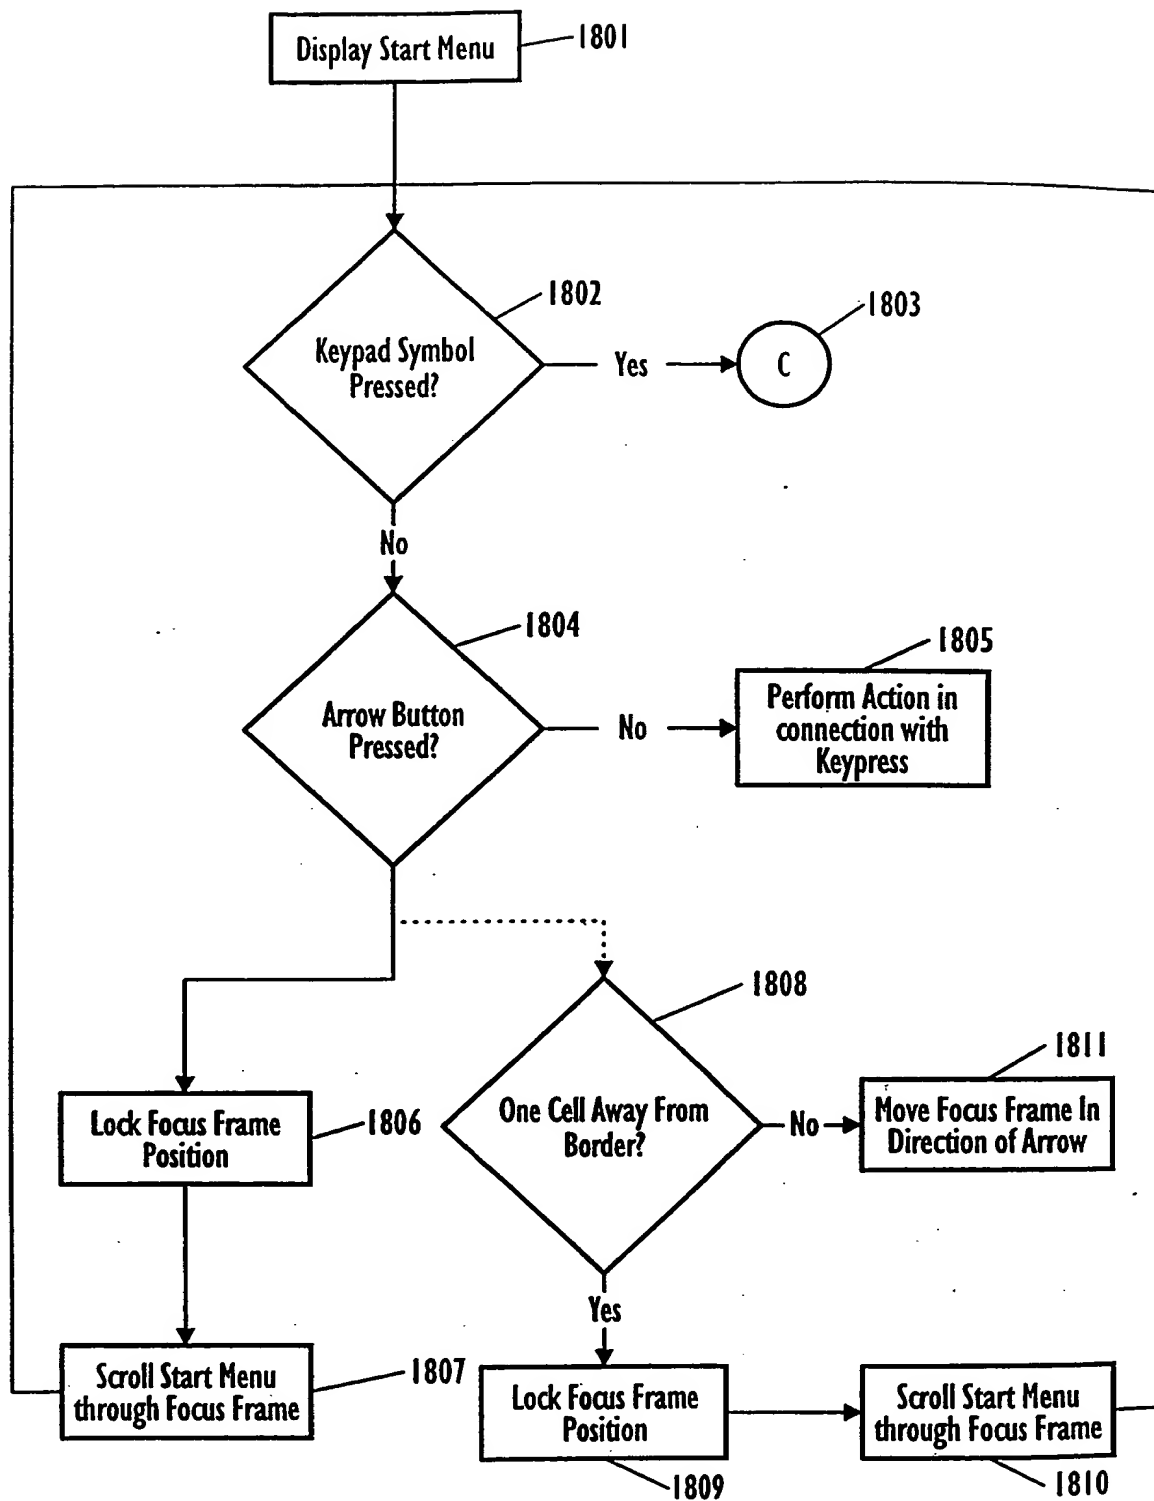 Display Start Menu
1801
1802
Keypad Symbol
Pressed?
Yes
1803
C
No
1804
Arrow Button
Pressed?
No
1805
Perform Action in
connection with
Keypress
1808
One Cell Away From
Border?
No
1811
Move Focus Frame In
Direction of Arrow
Lock Focus Frame
Position
1806
Yes
Scroll Start Menu
through Focus Frame
1807
Lock Focus Frame
Position
1809
Scroll Start Menu
through Focus Frame
1810